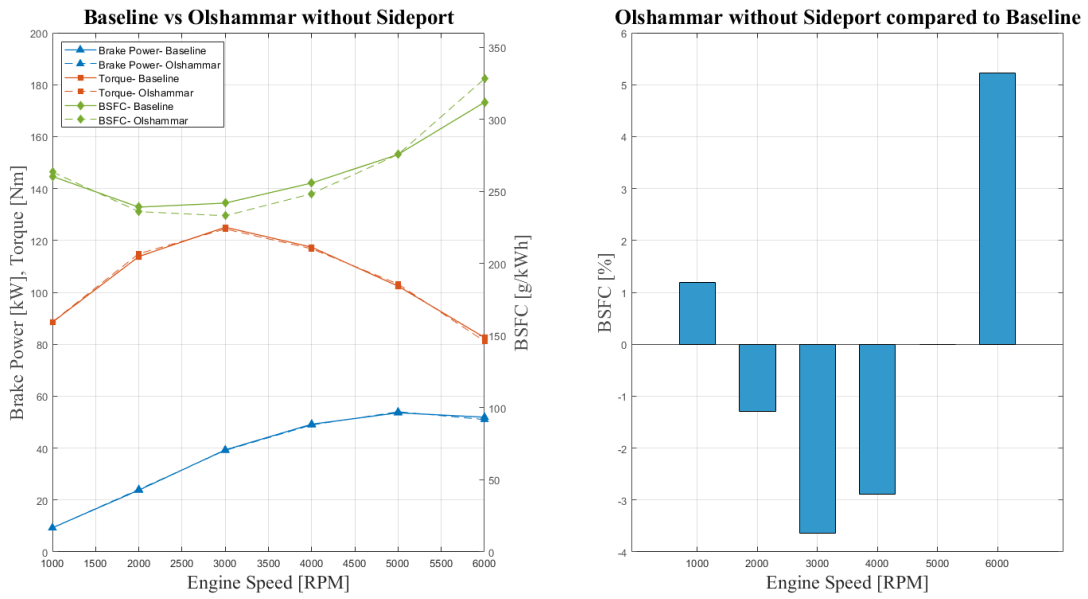 Baseline vs Olshammar without Sideport
Brake Power- Baseline
Brake Power- Olshammar
Torque- Baseline
Torque- Olshammar
BSFC- Baseline
BSFC- Olshammar
Brake Power [kW], Torque [Nm]
200
180
160
140
120
100
80
60
40
20
0
BSFC [g/kWh]
350
300
250
200
150
100
50
0
1000 1500 2000 2500 3000 3500 4000 4500 5000 5500 6000
Engine Speed [RPM]
Olshammar without Sideport compared to Baseline
BSFC [%]
6
5
4
3
2
1
0
-1
-2
-3
-4
1000 2000 3000 4000 5000 6000
Engine Speed [RPM]